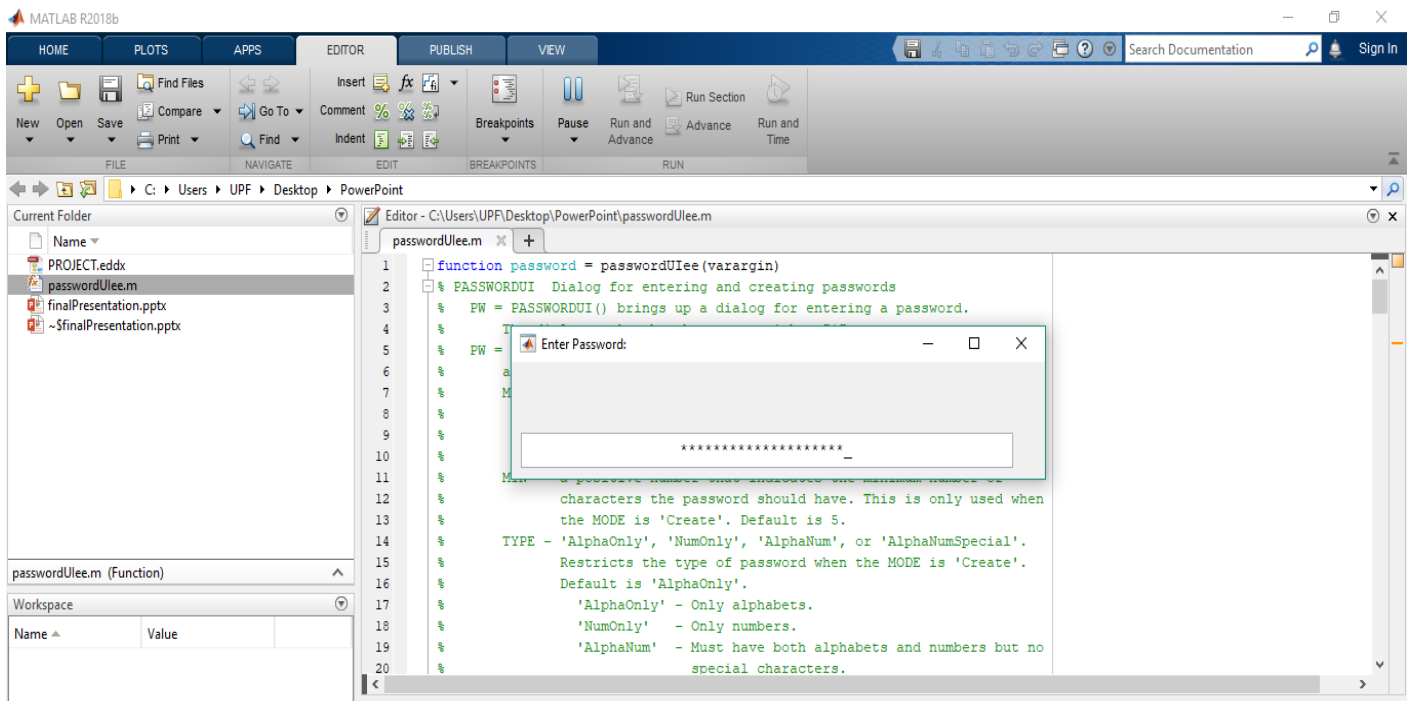 MATLAB R2018b
HOME PLOTS APPS EDITOR PUBLISH VIEW Search Documentation Sign In
New Open Save Find Files Compare Print Go To Find Insert Comment Indent fx Breakpoints Pause Run and Advance Run Section Advance Run and Time
FILE NAVIGATE EDIT BREAKPOINTS RUN
C: Users UPF Desktop PowerPoint
Current Folder
Name
PROJECT.eddx
passwordUIee.m
finalPresentation.pptx
~$finalPresentation.pptx
passwordUIee.m (Function)
Workspace
Name Value
Editor - C:\Users\UPF\Desktop\PowerPoint\passwordUIee.m
passwordUIee.m
1 function password = passwordUIee(varargin)
2 % PASSWORDUI Dialog for entering and creating passwords
3 % PW = PASSWORDUI() brings up a dialog for entering a password.
4 %
5 % PW =
6 %
7 %
8 %
9 %
10 %
11 %
12 % characters the password should have. This is only used when
13 % the MODE is 'Create'. Default is 5.
14 % TYPE - 'AlphaOnly', 'NumOnly', 'AlphaNum', or 'AlphaNumSpecial'.
15 % Restricts the type of password when the MODE is 'Create'.
16 % Default is 'AlphaOnly'.
17 % 'AlphaOnly' - Only alphabets.
18 % 'NumOnly' - Only numbers.
19 % 'AlphaNum' - Must have both alphabets and numbers but no
20 % special characters.
Enter Password:
********************_